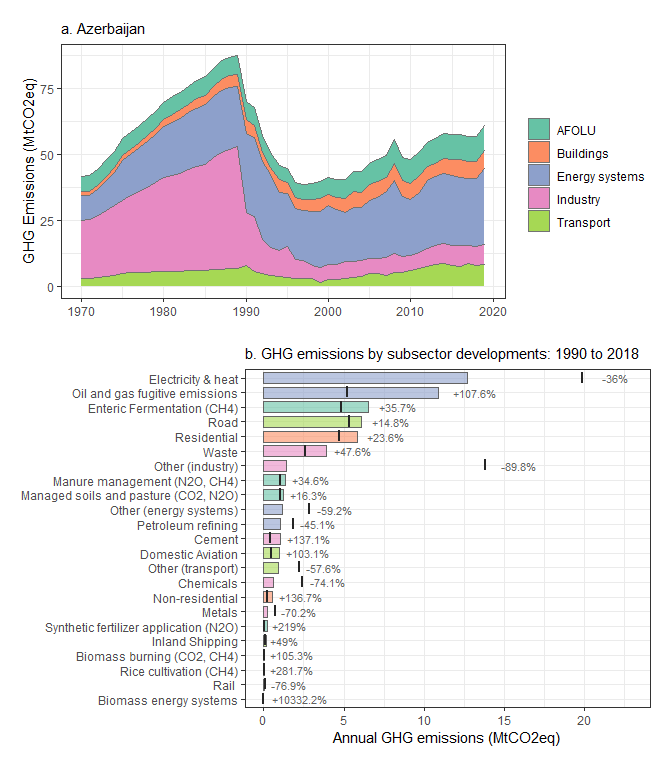 a. Azerbaijan
GHG Emissions (MtCO2eq)
75
50
25
0
1970
1980
1990
2000
2010
2020
AFOLU
Buildings
Energy systems
Industry
Transport
b. GHG emissions by subsector developments: 1990 to 2018
Electricity & heat -36%
Oil and gas fugitive emissions +107.6%
Enteric Fermentation (CH4) +35.7%
Road +14.8%
Residential +23.6%
Waste +47.6%
Other (industry) -89.8%
Manure management (N2O, CH4) +34.6%
Managed soils and pasture (CO2, N2O) +16.3%
Other (energy systems) -59.2%
Petroleum refining -45.1%
Cement +137.1%
Domestic Aviation +103.1%
Other (transport) -57.6%
Chemicals -74.1%
Non-residential +136.7%
Metals -70.2%
Synthetic fertilizer application (N2O) +219%
Inland Shipping +49%
Biomass burning (CO2, CH4) +105.3%
Rice cultivation (CH4) +281.7%
Rail -76.9%
Biomass energy systems +10332.2%
0 5 10 15 20
Annual GHG emissions (MtCO2eq)